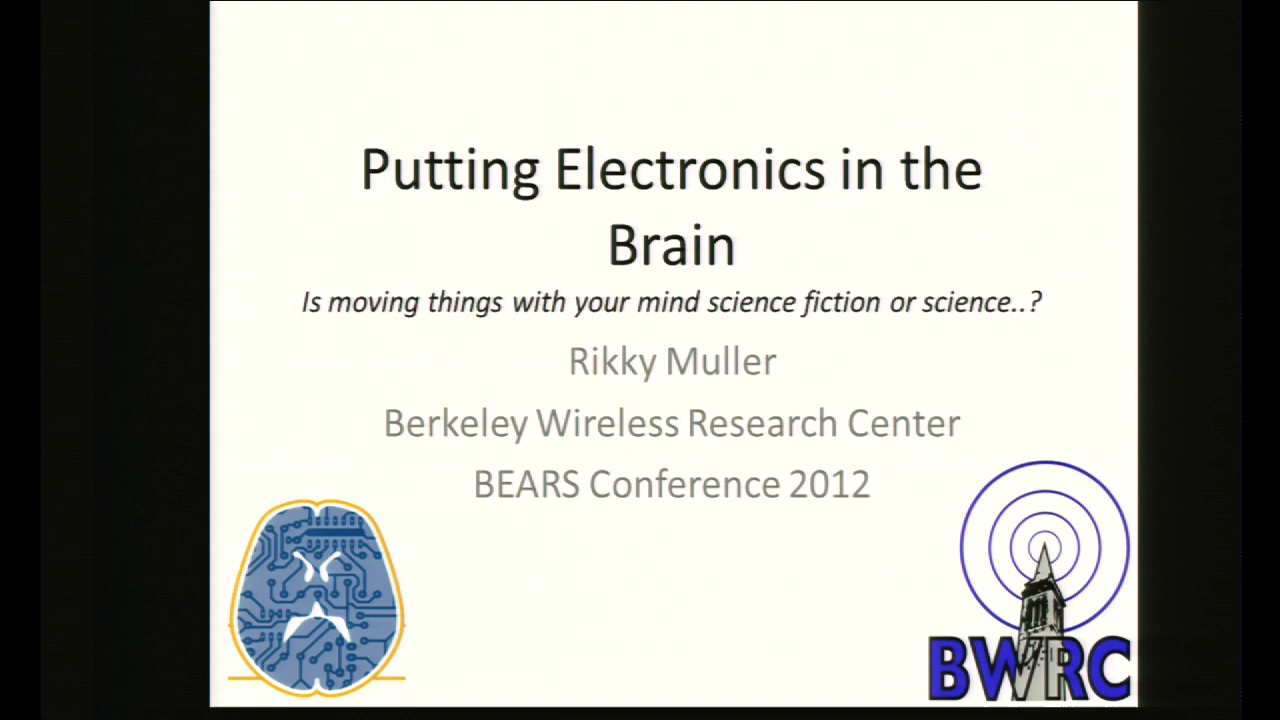 Putting Electronics in the
Brain
Is moving things with your mind science fiction or science..?
Rikky Muller
Berkeley Wireless Research Center
BEARS Conference 2012
BWRC